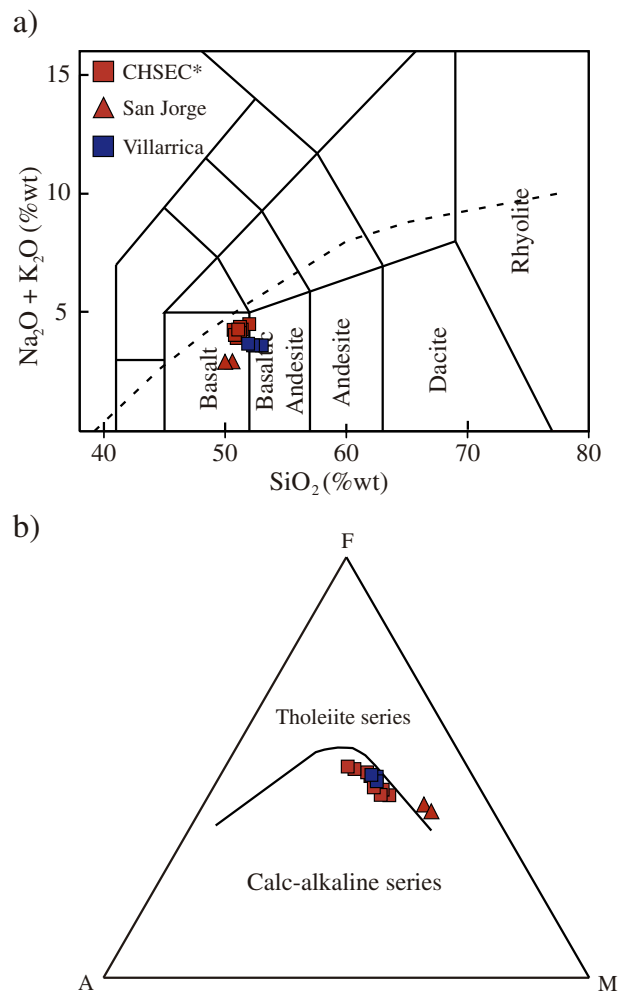 a)
15
10
5
CHSEC*
San Jorge
Villarrica
Na₂O + K₂O (%wt)
Basalt
Basaltic
Andesite
Andesite
Dacite
Rhyolite
40
50
60
70
80
SiO₂ (%wt)
b)
F
Tholeiite series
Calc-alkaline series
A
M